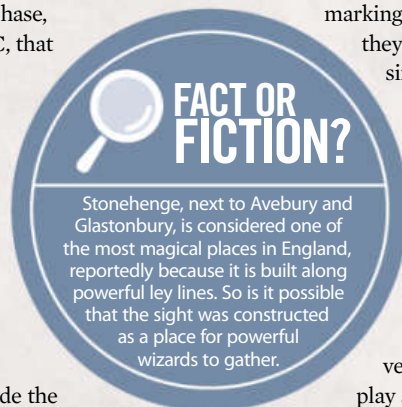 hase,
C, that
marking
they
si
FACT OR
FICTION?
Stonehenge, next to Avebury and
Glastonbury, is considered one of
the most magical places in England,
reportedly because it is built along
powerful ley lines. So is it possible
that the sight was constructed
as a place for powerful
wizards to gather.
ve
de the
play